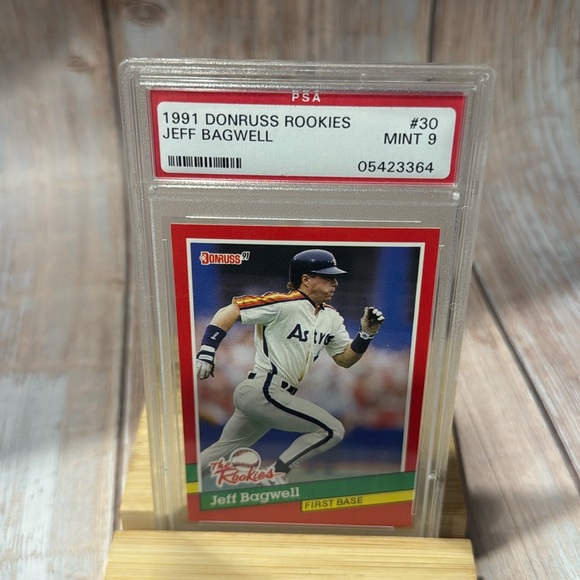 PSA
1991 DONRUSS ROOKIES #30
JEFF BAGWELL MINT 9
05423364
DONRUSS 91
Astros
The
Rookies
Jeff Bagwell
FIRST BASE